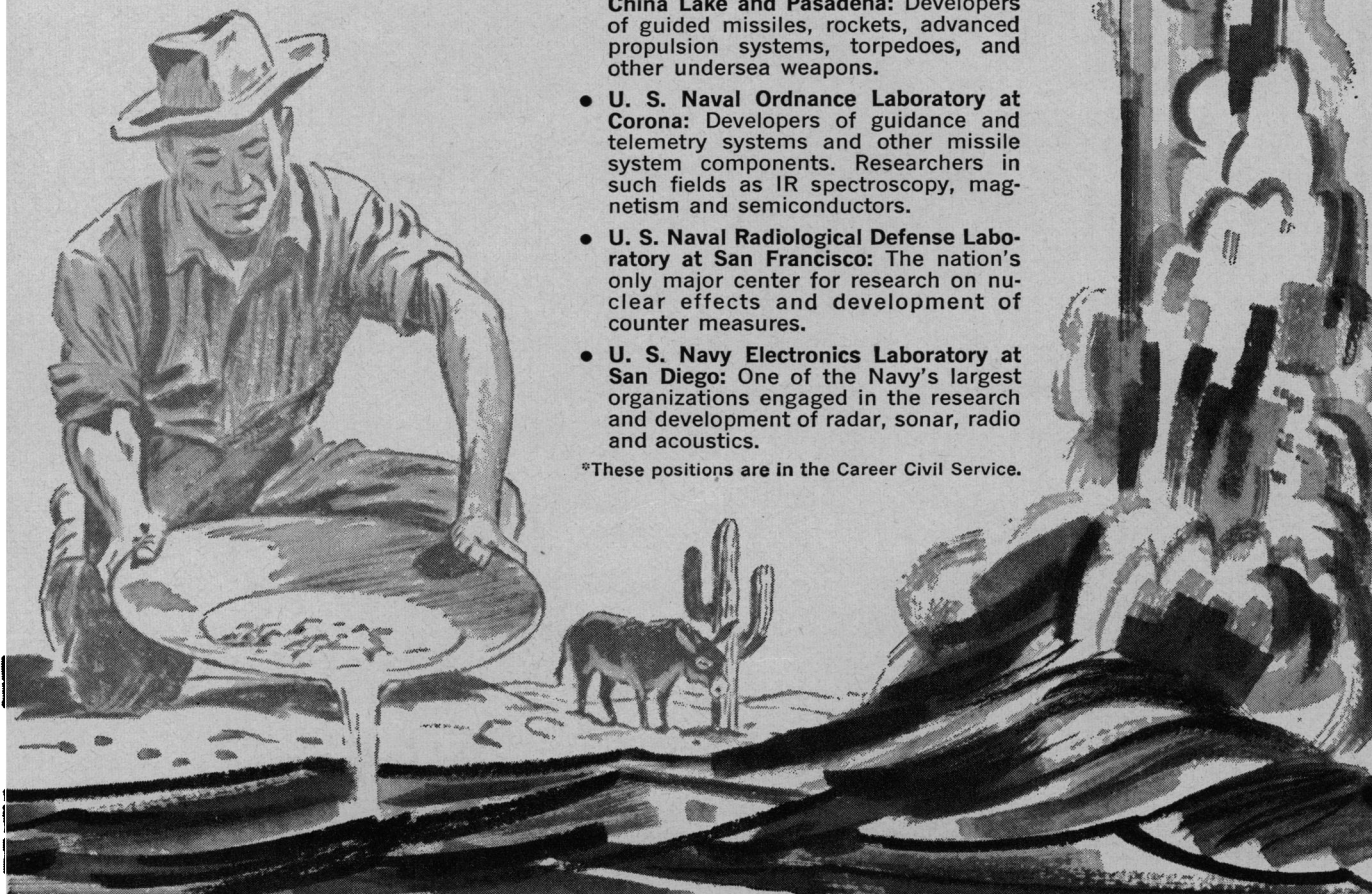 China Lake and Pasadena: Developers
of guided missiles, rockets, advanced
propulsion systems, torpedoes, and
other undersea weapons.
● U. S. Naval Ordnance Laboratory at
Corona: Developers of guidance and
telemetry systems and other missile
system components. Researchers in
such fields as IR spectroscopy, mag-
netism and semiconductors.
● U. S. Naval Radiological Defense Labo-
ratory at San Francisco: The nation's
only major center for research on nu-
clear effects and development of
counter measures.
● U. S. Navy Electronics Laboratory at
San Diego: One of the Navy's largest
organizations engaged in the research
and development of radar, sonar, radio
and acoustics.
*These positions are in the Career Civil Service.